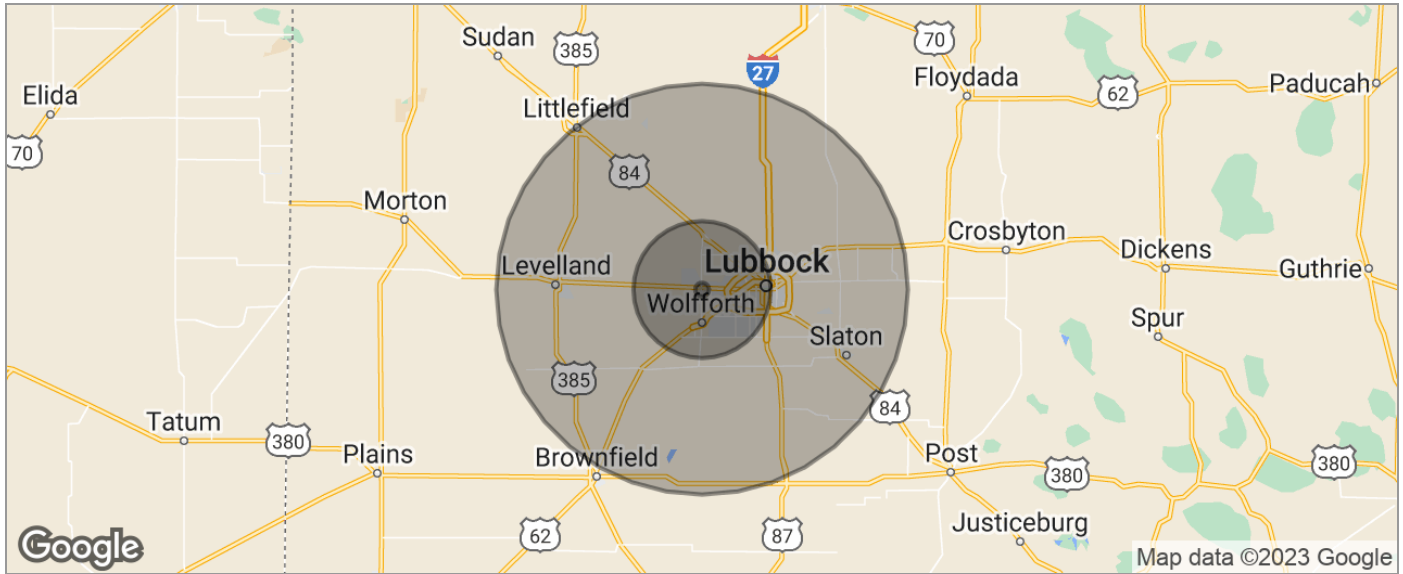 Sudan
385
27
70
Floydada
Elida
62
Paducah
Littlefield
70
84
Morton
Crosbyton
Dickens
Levelland
Lubbock
Guthrie
Wolfforth
Spur
Slaton
385
84
Tatum
380
Plains
Brownfield
Post
380
380
62
87
Justiceburg
Google
Map data ©2023 Google